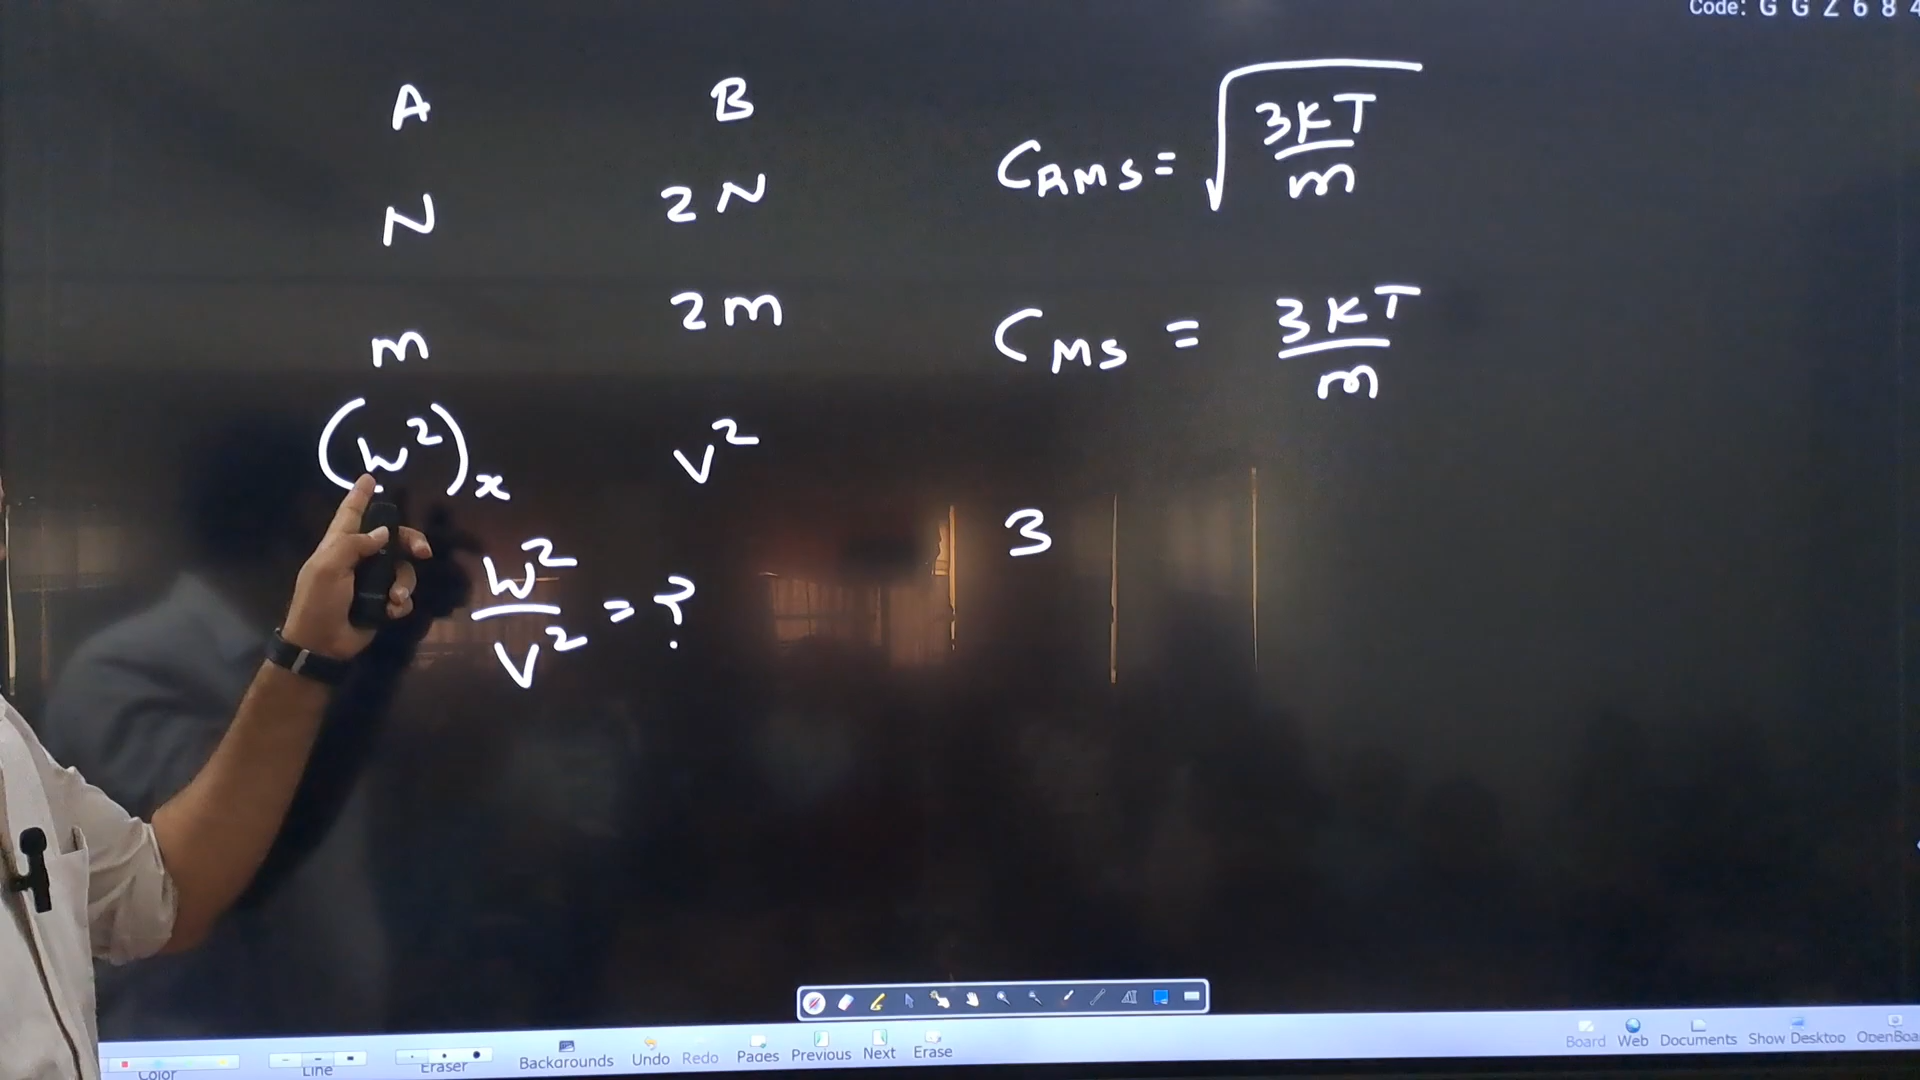 Code: G G Z 6 8 4
A B
N 2N
m 2m
(w²)ₓ v²
w²/v² = ?
C_RMS = √(3kT/m)
C_MS = 3kT/m
3
Color Line Eraser Backgrounds Undo Redo Pages Previous Next Erase Board Web Documents Show Desktop